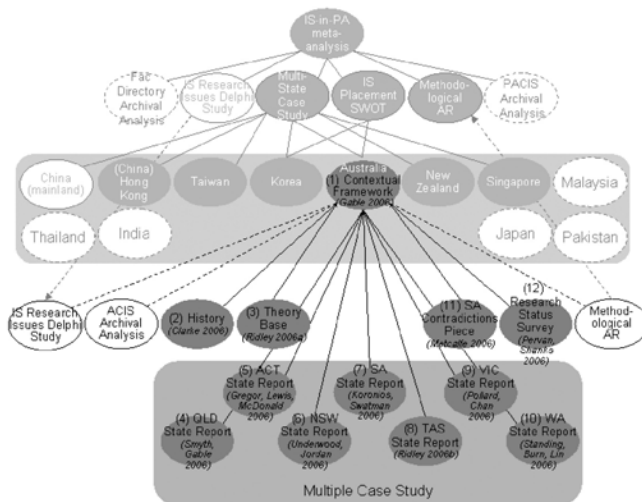 IS-in-PA
meta-
analysis
Fac
Directory
Archival
Analysis
IS Research
Issues Delphi
Study
Multi-
State Case
Study
IS
Placement
SWOT
Methodo-
logical
AR
PACIS
Archival
Analysis
China
(mainland)
(China)
Hong
Kong
Taiwan
Korea
Australia
(1) Contextual
Framework
(Gable 2006)
New
Zealand
Singapore
Malaysia
Thailand
India
Japan
Pakistan
IS Research
Issues Delphi
Study
ACIS
Archival
Analysis
(2) History
(Clarke 2006)
(3) Theory
Base
(Ridley 2006a)
(11) SA
Contradictions
Piece
(Metcalfe 2006)
(12)
Research
Status
Survey
(Pervan,
Shanks
2006)
Method-
ological
AR
(4) QLD
State Report
(Smyth,
Gable
2006)
(5) ACT
State Report
(Gregor, Lewis,
McDonald
2006)
(6) NSW
State Report
(Underwood,
Jordan
2006)
(7) SA
State Report
(Koronios,
Swatman
2006)
(8) TAS
State Report
(Ridley 2006b)
(9) VIC
State Report
(Pollard,
Chan
2006)
(10) WA
State Report
(Standing,
Burn, Lin
2006)
Multiple Case Study